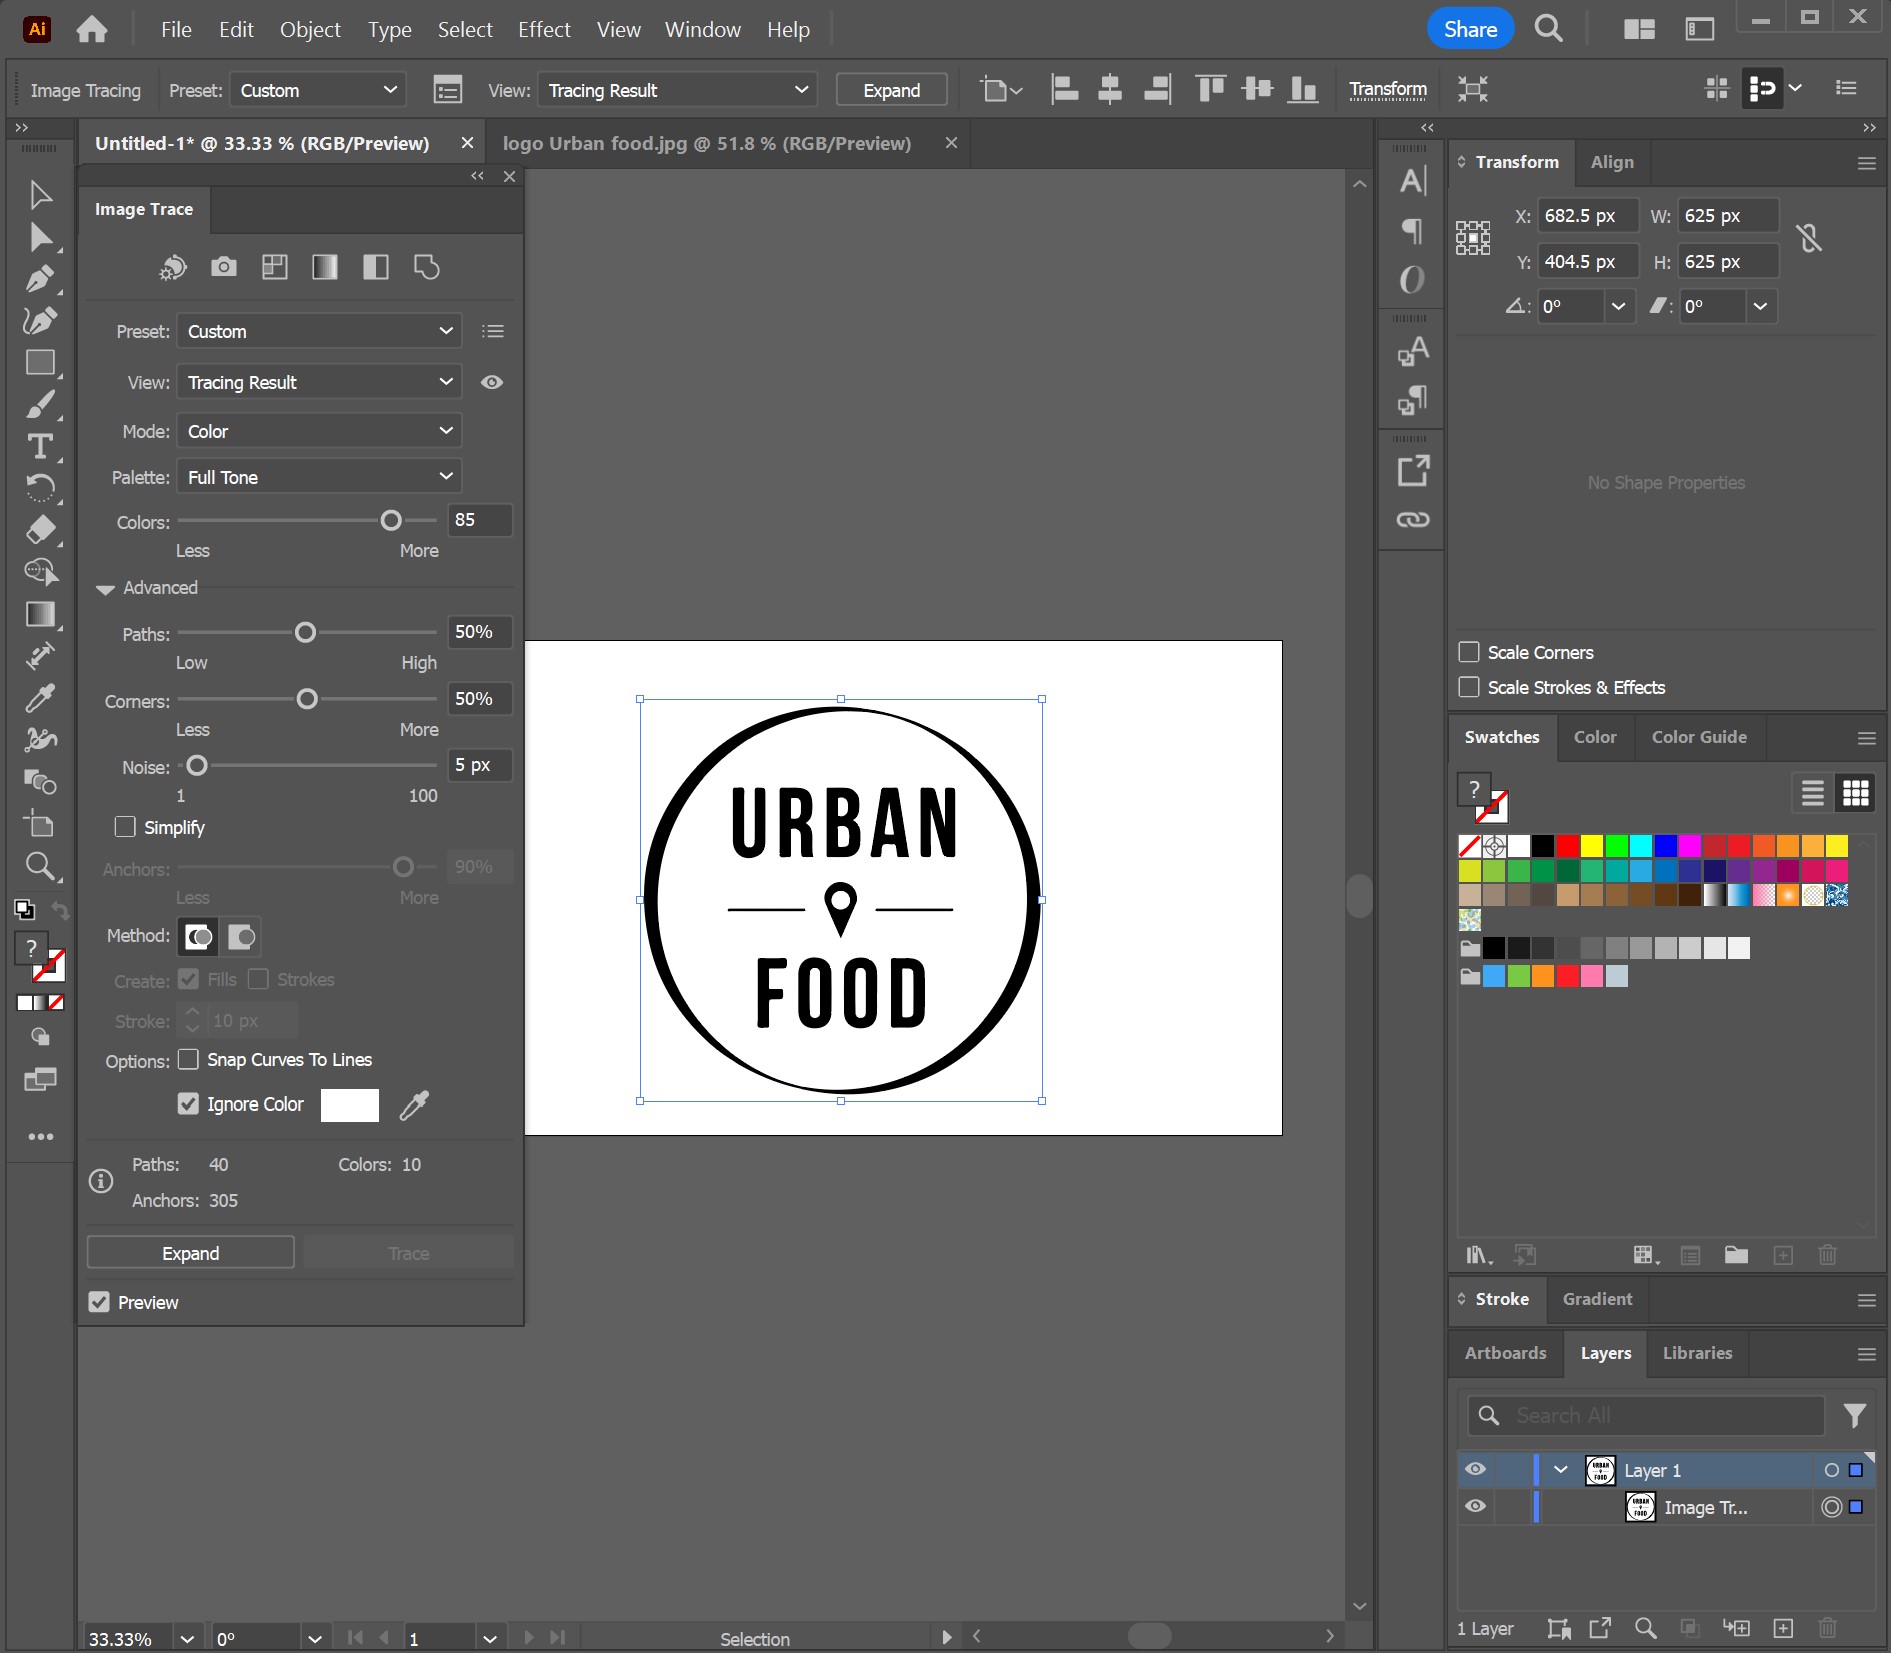 Ai File Edit Object Type Select Effect View Window Help Share
Image Tracing Preset: Custom View: Tracing Result Expand Transform
Untitled-1* @ 33.33 % (RGB/Preview) logo Urban food.jpg @ 51.8 % (RGB/Preview)
Image Trace
Preset: Custom
View: Tracing Result
Mode: Color
Palette: Full Tone
Colors: 85
Less More
Advanced
Paths: 50%
Low High
Corners: 50%
Less More
Noise: 5 px
1 100
Simplify
Anchors: 90%
Less More
Method:
Create: Fills Strokes
Stroke: 10 px
Options: Snap Curves To Lines
Ignore Color
Paths: 40 Colors: 10
Anchors: 305
Expand Trace
Preview
URBAN
FOOD
33.33% 0° 1 Selection
Transform Align
X: 682.5 px W: 625 px
Y: 404.5 px H: 625 px
0° 0°
No Shape Properties
Scale Corners
Scale Strokes & Effects
Swatches Color Color Guide
?
Stroke Gradient
Artboards Layers Libraries
Search All
URBAN FOOD Layer 1
URBAN FOOD Image Tr...
1 Layer